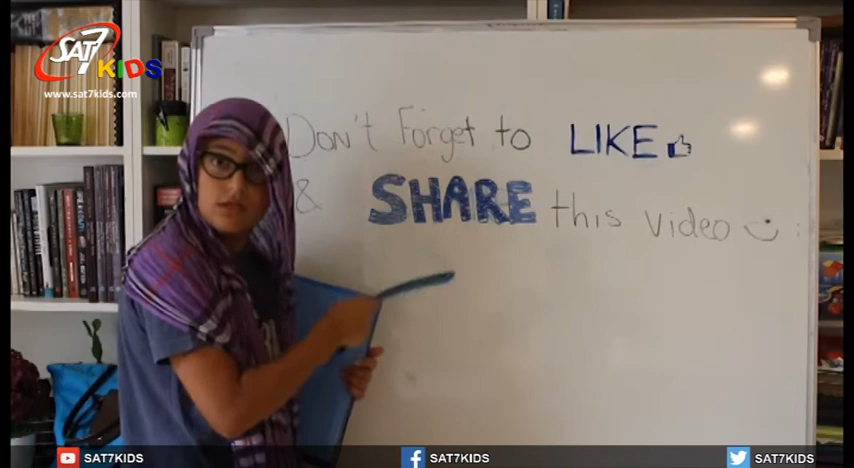 SAT7
KIDS
www.sat7kids.com
Don't Forget to LIKE
& SHARE this video
SAT7KIDS SAT7KIDS SAT7KIDS